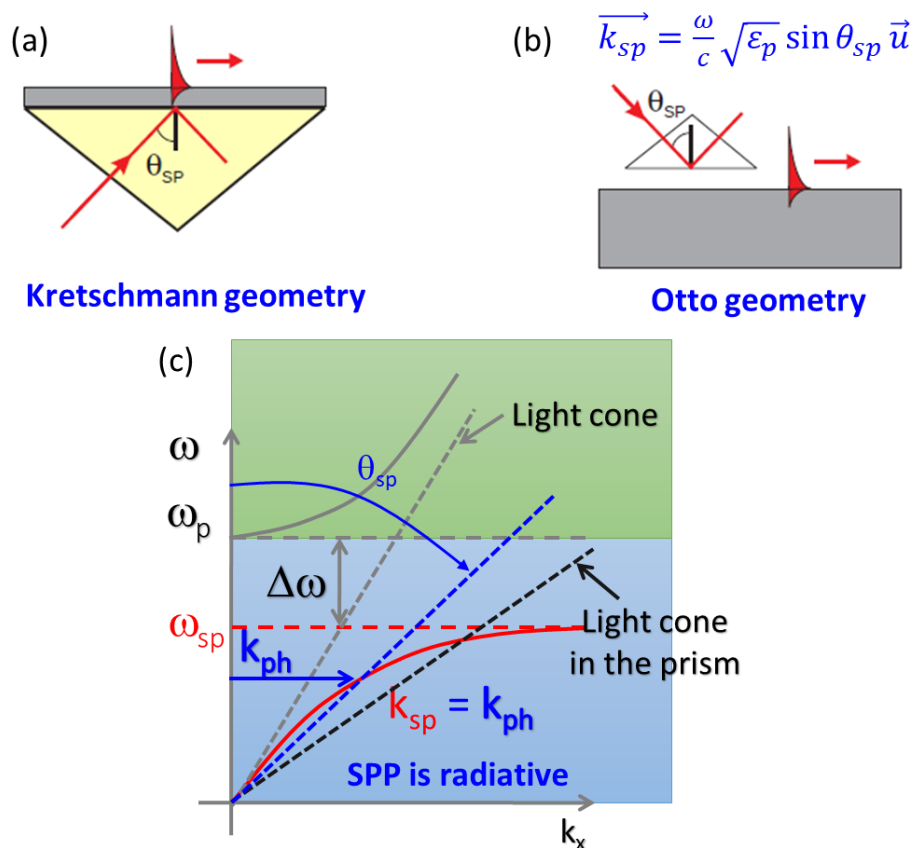 (a)
θSP
Kretschmann geometry
(b)
k⃗sp = ω/c √εp sin θsp u⃗
θSP
Otto geometry
(c)
Light cone
ω
θsp
ωp
Δω
ωsp
Light cone
in the prism
kph
ksp = kph
SPP is radiative
kx